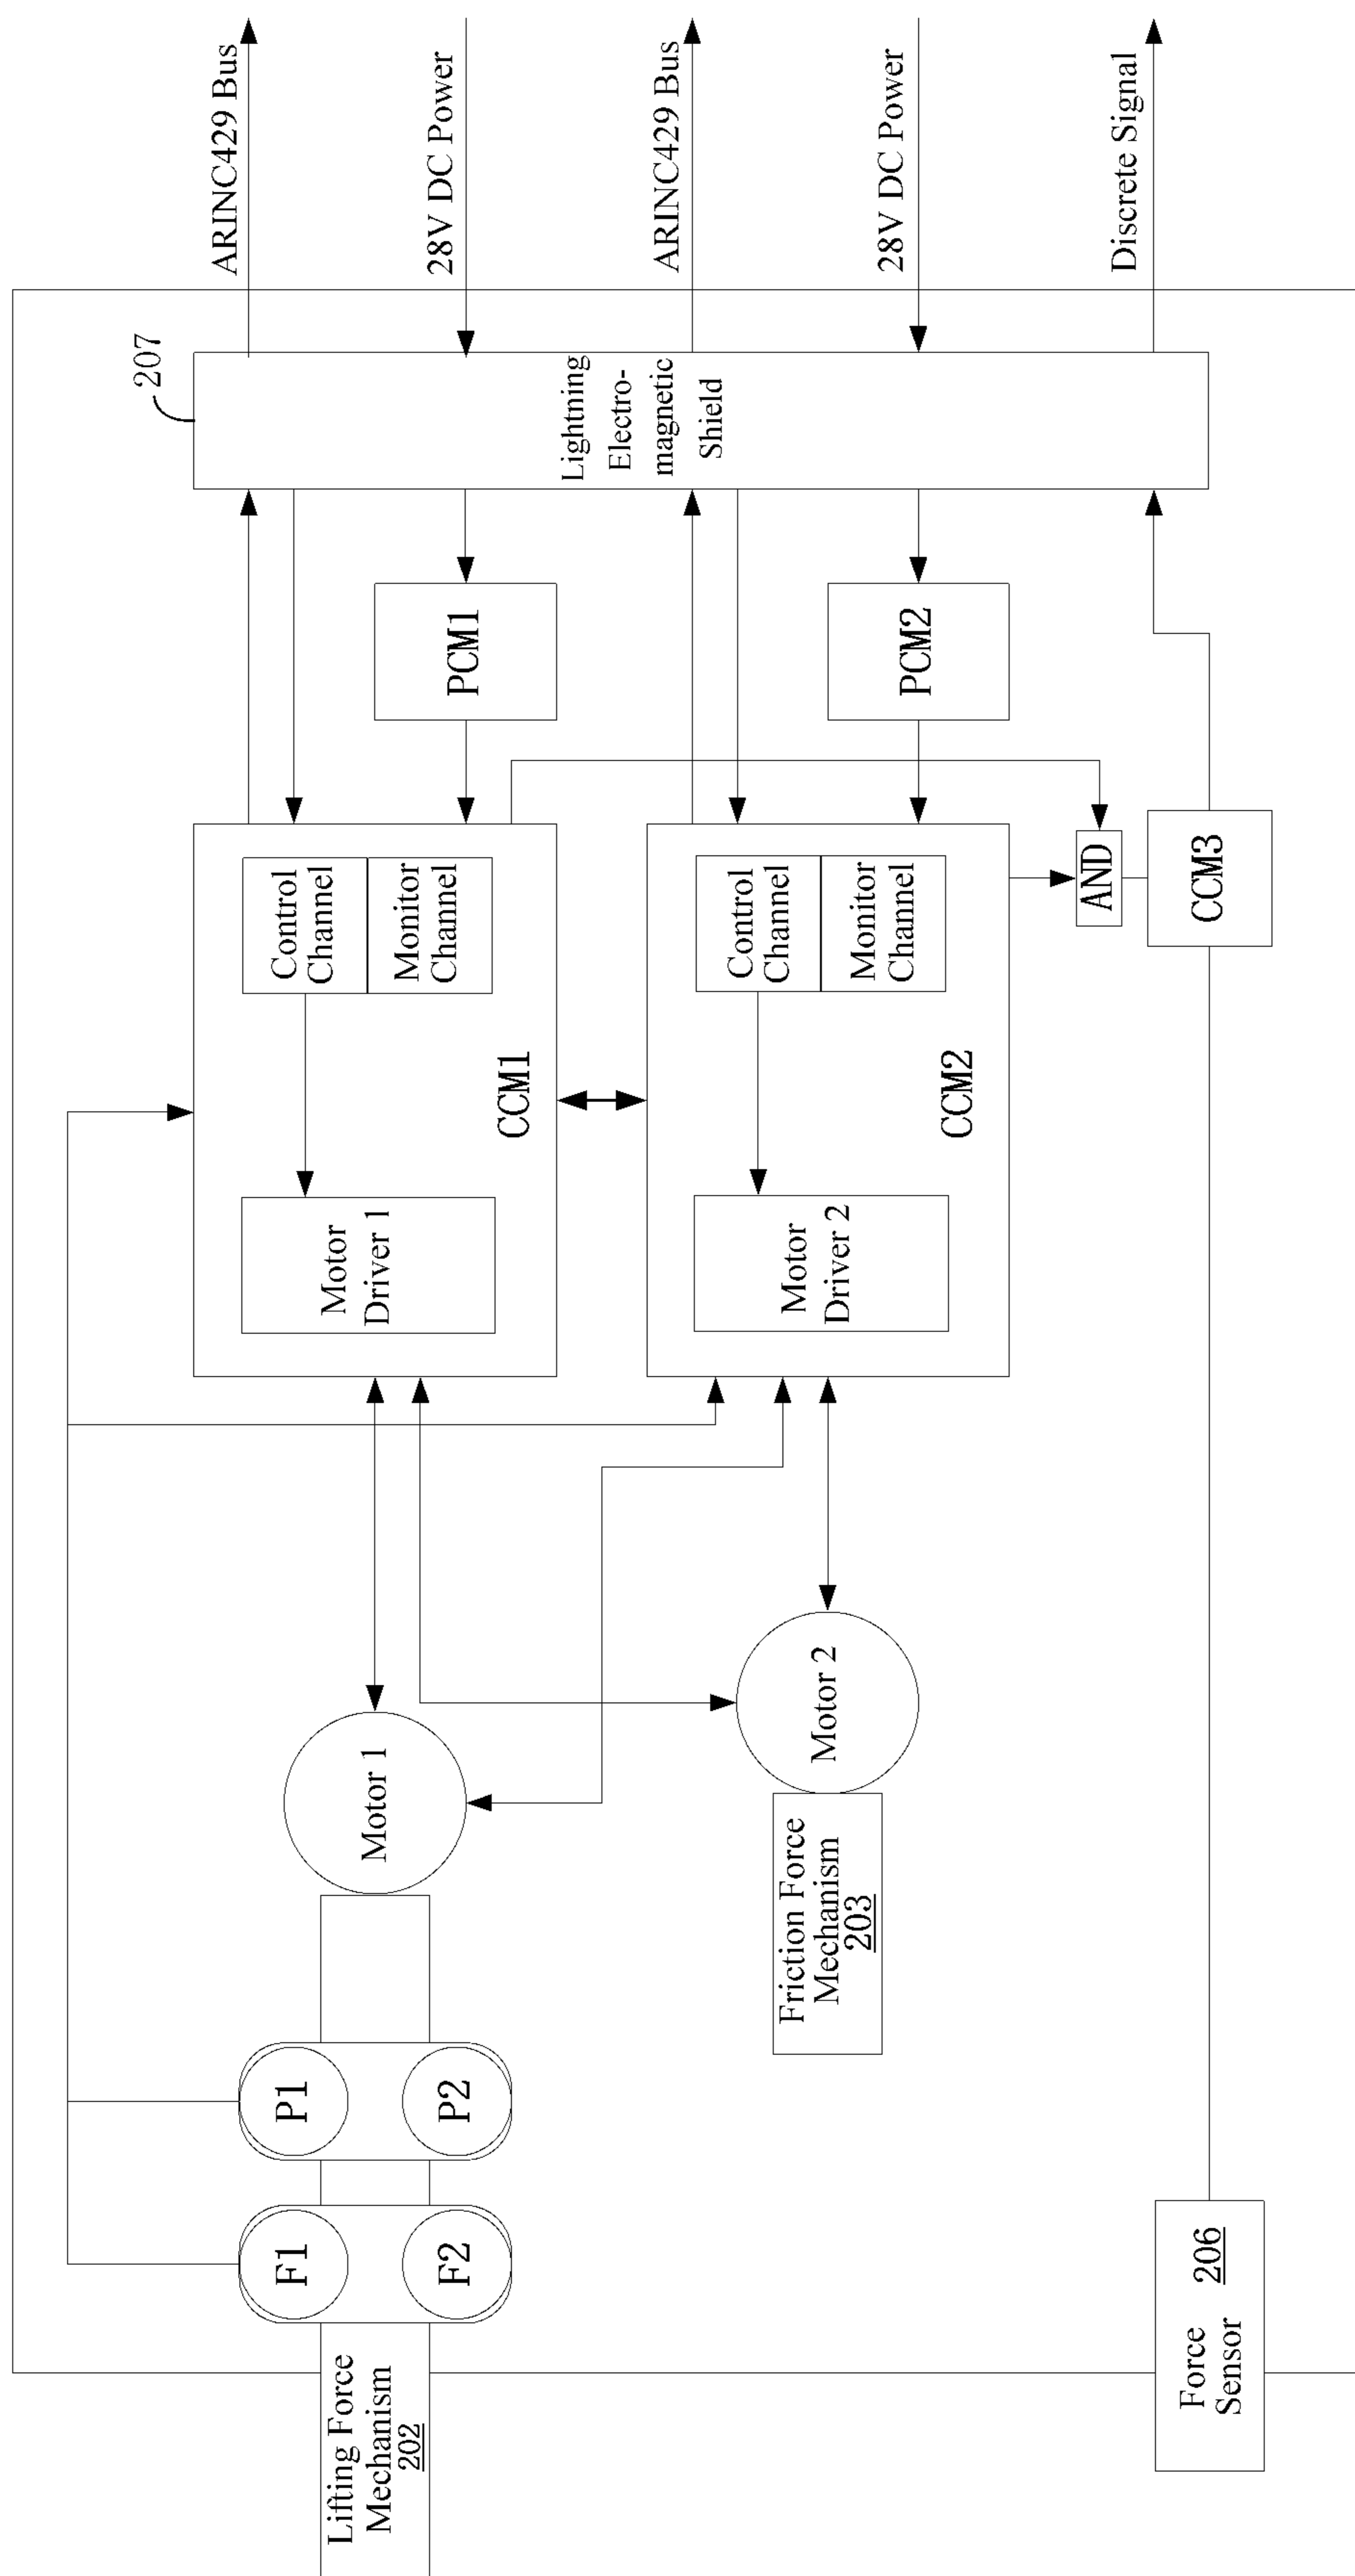 ARINC429 Bus
28V DC Power
ARINC429 Bus
28V DC Power
Discrete Signal
207
Lightning
Electro-
magnetic
Shield
PCM1
PCM2
Control
Channel
Monitor
Channel
CCM1
Motor
Driver 1
Control
Channel
Monitor
Channel
CCM2
Motor
Driver 2
AND
CCM3
Motor 1
Motor 2
Friction Force
Mechanism
203
P1
P2
F1
F2
Lifting Force
Mechanism
202
Force
Sensor
206